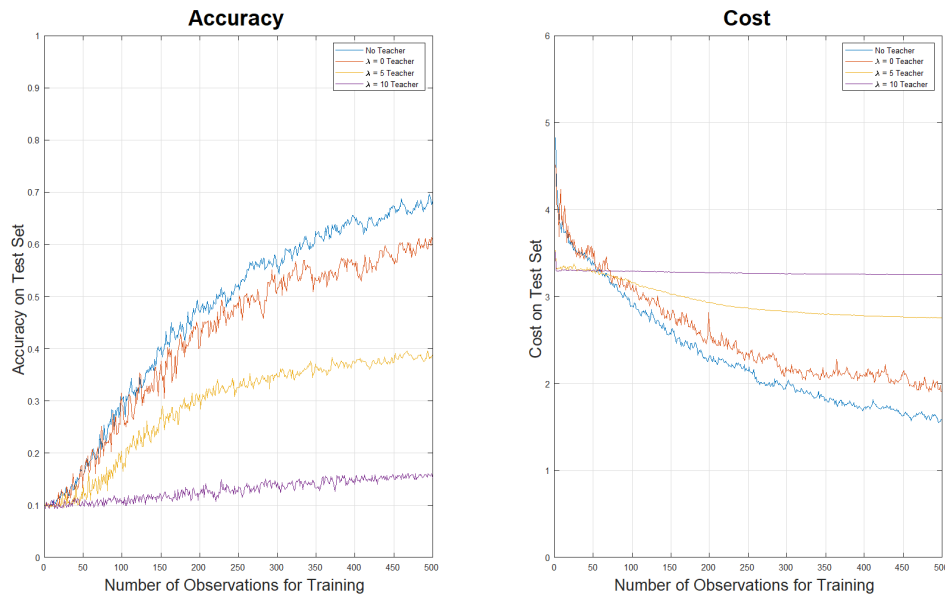 Accuracy
1
0.9
0.8
0.7
0.6
0.5
0.4
0.3
0.2
0.1
0
0 50 100 150 200 250 300 350 400 450 500
Accuracy on Test Set
Number of Observations for Training
No Teacher
λ = 0 Teacher
λ = 5 Teacher
λ = 10 Teacher
Cost
6
5
4
3
2
1
0
0 50 100 150 200 250 300 350 400 450 500
Cost on Test Set
Number of Observations for Training
No Teacher
λ = 0 Teacher
λ = 5 Teacher
λ = 10 Teacher